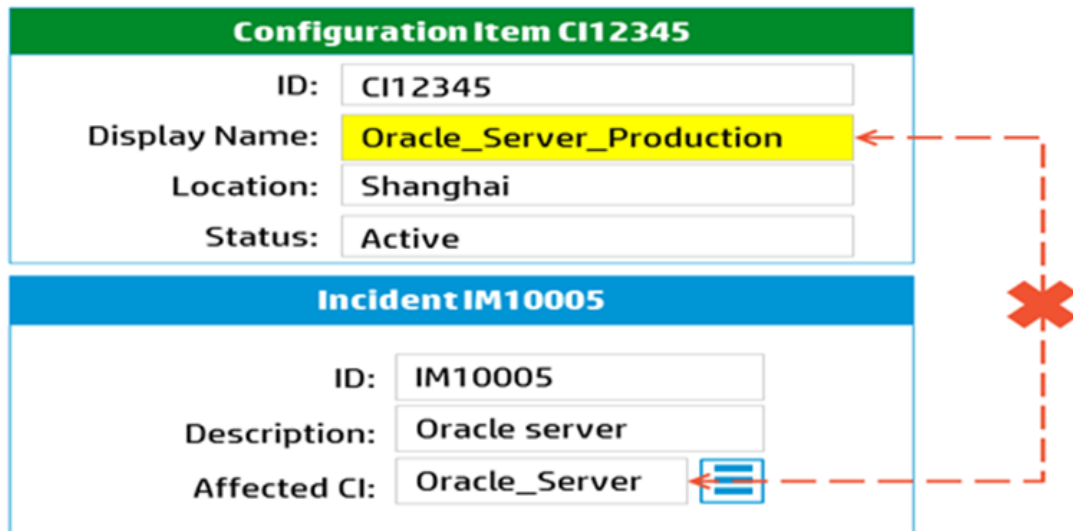 Configuration Item CI12345
ID: CI12345
Display Name: Oracle_Server_Production
Location: Shanghai
Status: Active
Incident IM10005
ID: IM10005
Description: Oracle server
Affected CI: Oracle_Server